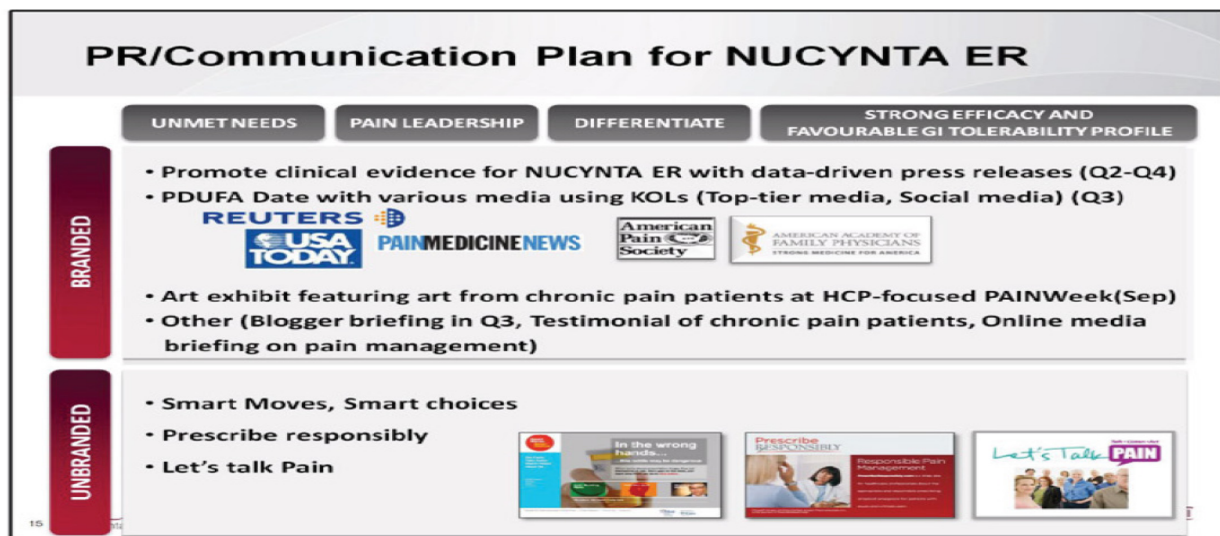 PR/Communication Plan for NUCYNTA ER
UNMET NEEDS
PAIN LEADERSHIP
DIFFERENTIATE
STRONG EFFICACY AND
FAVOURABLE GI TOLERABILITY PROFILE
BRANDED
• Promote clinical evidence for NUCYNTA ER with data-driven press releases (Q2-Q4)
• PDUFA Date with various media using KOLs (Top-tier media, Social media) (Q3)
REUTERS
USA
TODAY
PAINMEDICINENEWS
American
Pain
Society
AMERICAN ACADEMY OF
FAMILY PHYSICIANS
STRONG MEDICINE FOR AMERICA
• Art exhibit featuring art from chronic pain patients at HCP-focused PAINWeek(Sep)
• Other (Blogger briefing in Q3, Testimonial of chronic pain patients, Online media
briefing on pain management)
UNBRANDED
• Smart Moves, Smart choices
• Prescribe responsibly
• Let's talk Pain
In the wrong
hands...
Prescribe
RESPONSIBLY
Responsible Pain
Management
Let's Talk PAIN
15